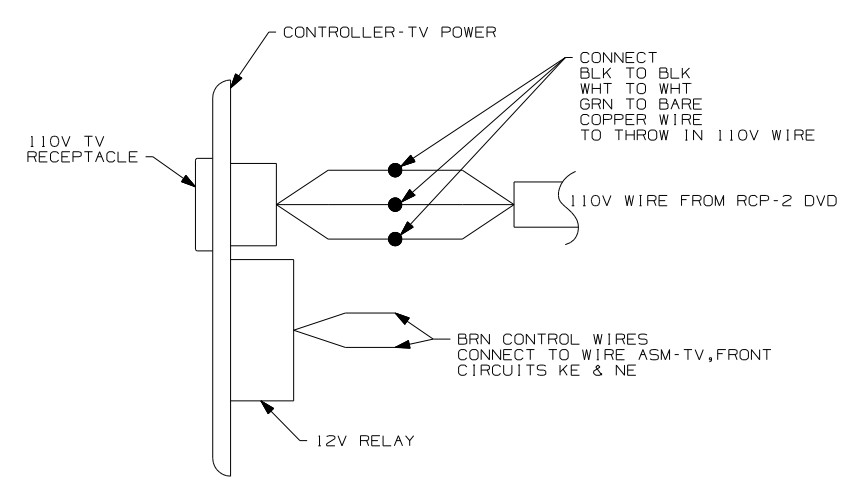 CONTROLLER-TV POWER
CONNECT
BLK TO BLK
WHT TO WHT
GRN TO BARE
COPPER WIRE
TO THROW IN 110V WIRE
110V TV
RECEPTACLE
110V WIRE FROM RCP-2 DVD
BRN CONTROL WIRES
CONNECT TO WIRE ASM-TV,FRONT
CIRCUITS KE & NE
12V RELAY